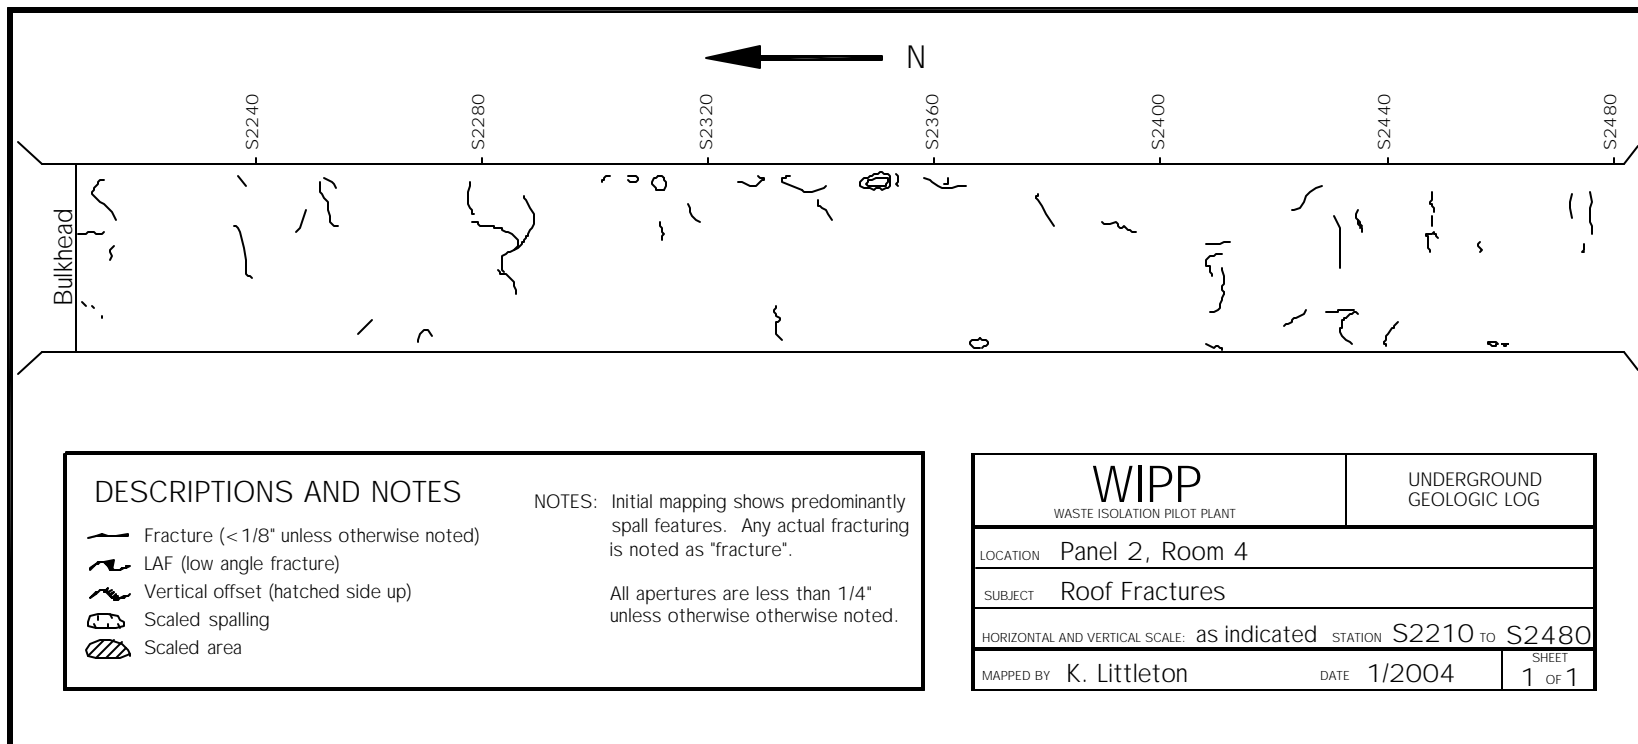 N
S2240
S2280
S2320
S2360
S2400
S2440
S2480
Bulkhead
DESCRIPTIONS AND NOTES
Fracture (<1/8" unless otherwise noted)
LAF (low angle fracture)
Vertical offset (hatched side up)
Scaled spalling
Scaled area
NOTES: Initial mapping shows predominantly
spall features. Any actual fracturing
is noted as "fracture".
All apertures are less than 1/4"
unless otherwise otherwise noted.
WIPP
WASTE ISOLATION PILOT PLANT
UNDERGROUND
GEOLOGIC LOG
LOCATION Panel 2, Room 4
SUBJECT Roof Fractures
HORIZONTAL AND VERTICAL SCALE: as indicated STATION S2210 TO S2480
MAPPED BY K. Littleton DATE 1/2004
SHEET
1 OF 1